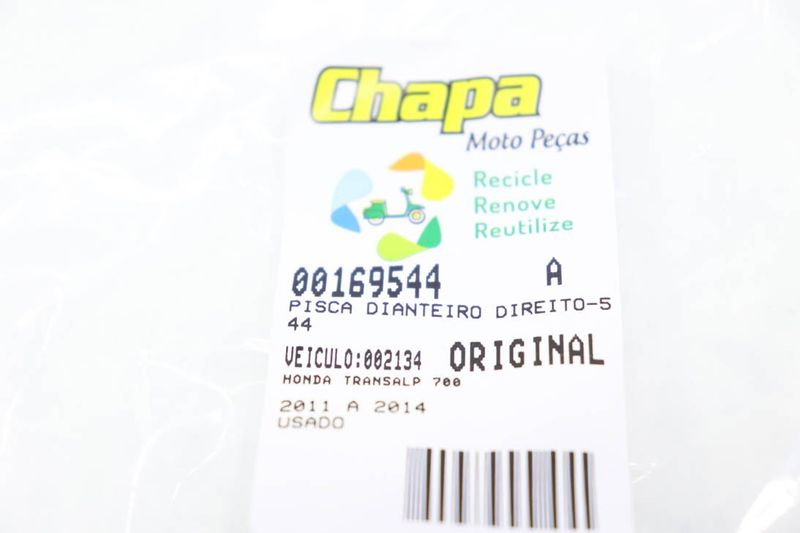 Chapa
Moto Peças
Recicle
Renove
Reutilize
00169544 A
PISCA DIANTEIRO DIREITO-5
44
VEICULO:002134 ORIGINAL
HONDA TRANSALP 700
2011 A 2014
USADO